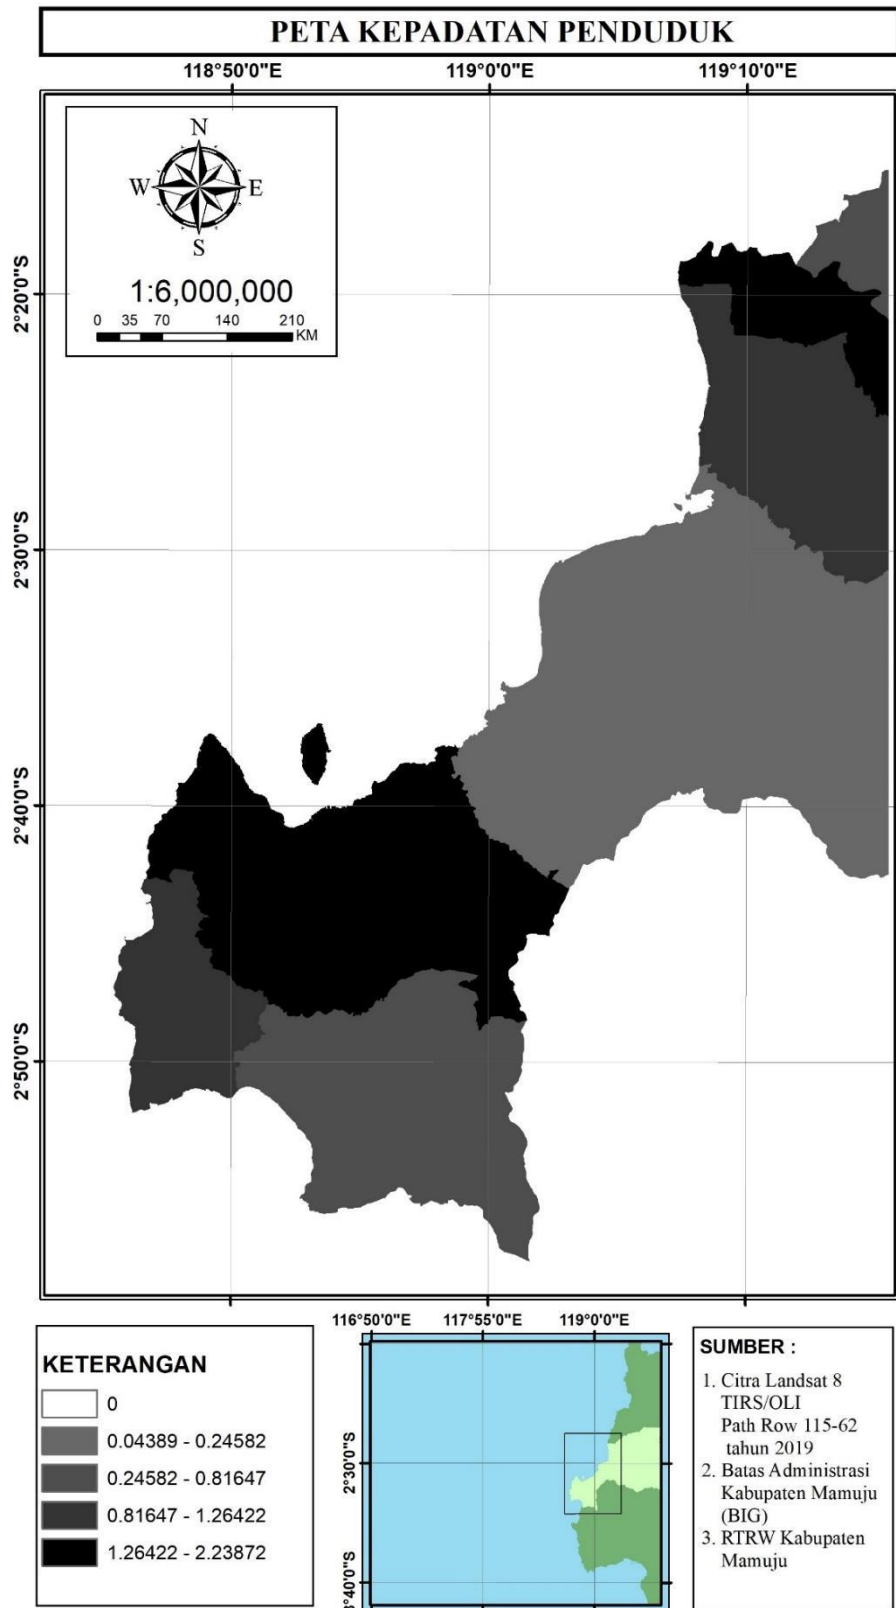 PETA KEPADATAN PENDUDUK
118°50'0"E 119°0'0"E 119°10'0"E
N
W E
S
1:6,000,000
0 35 70 140 210
KM
2°20'0"S
2°30'0"S
2°40'0"S
2°50'0"S
KETERANGAN
0
0.04389 - 0.24582
0.24582 - 0.81647
0.81647 - 1.26422
1.26422 - 2.23872
116°50'0"E 117°55'0"E 119°0'0"E
2°30'0"S
3°40'0"S
SUMBER :
1. Citra Landsat 8
TIRS/OLI
Path Row 115-62
tahun 2019
2. Batas Administrasi
Kabupaten Mamuju
(BIG)
3. RTRW Kabupaten
Mamuju